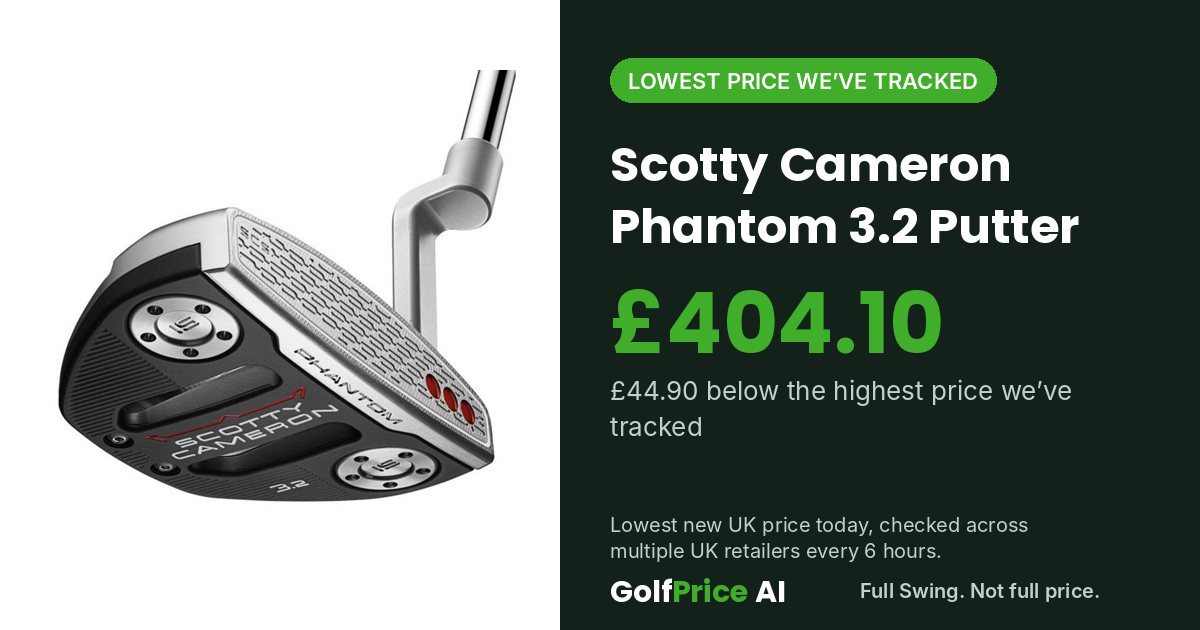 LOWEST PRICE WE’VE TRACKED
Scotty Cameron
Phantom 3.2 Putter
£404.10
£44.90 below the highest price we’ve
tracked
Lowest new UK price today, checked across
multiple UK retailers every 6 hours.
GolfPrice AI
Full Swing. Not full price.
PHANTOM
SCOTTY
CAMERON
3.2